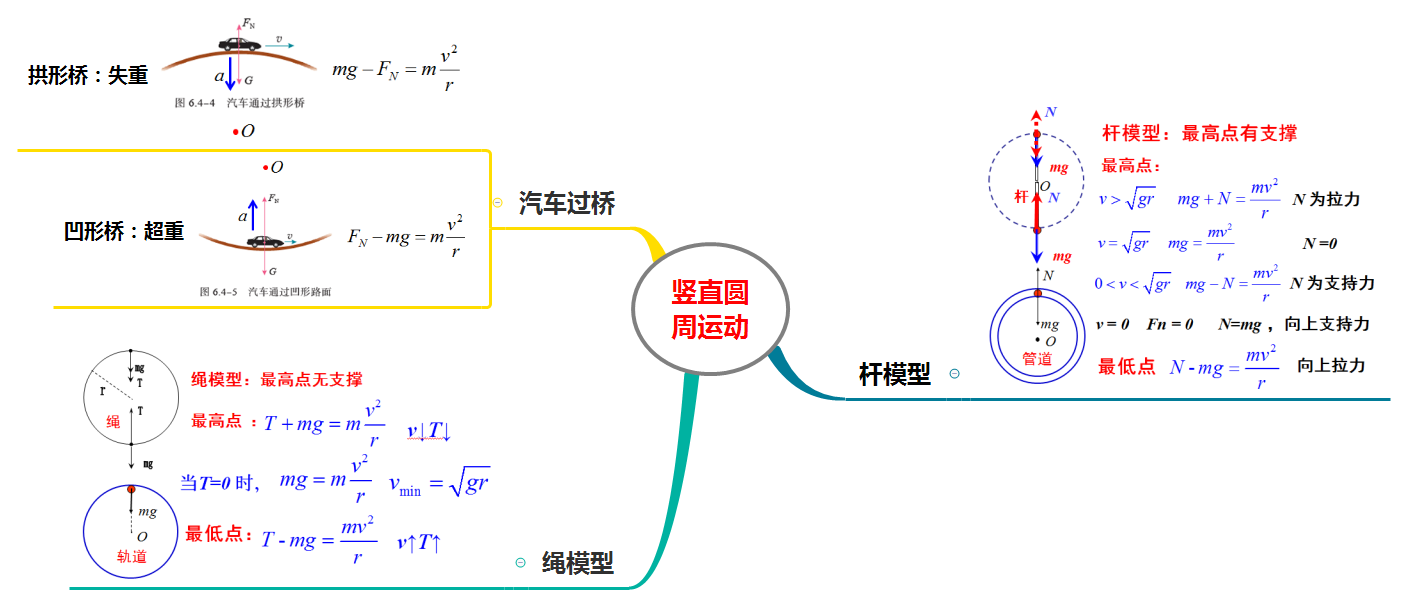 F_N
v
a
G
拱形桥：失重
mg − F_N = m v²/r
图 6.4-4 汽车通过拱形桥
O
O
F_N
a
v
凹形桥：超重
F_N − mg = m v²/r
G
图 6.4-5 汽车通过凹形路面
汽车过桥
竖直圆
周运动
mg
T
r
T
绳
mg
绳模型：最高点无支撑
最高点 ：T + mg = m v²/r v↓T↓
当T=0 时， mg = m v²/r v_min = √gr
mg
O
轨道
最低点：T - mg = mv²/r v↑T↑
绳模型
N
mg
O
杆
N
mg
N
mg
O
管道
杆模型：最高点有支撑
最高点：
v > √gr mg + N = mv²/r N 为拉力
v = √gr mg = mv²/r N =0
0 < v < √gr mg − N = mv²/r N 为支持力
v = 0 Fn = 0 N=mg ，向上支持力
最低点 N - mg = mv²/r 向上拉力
杆模型